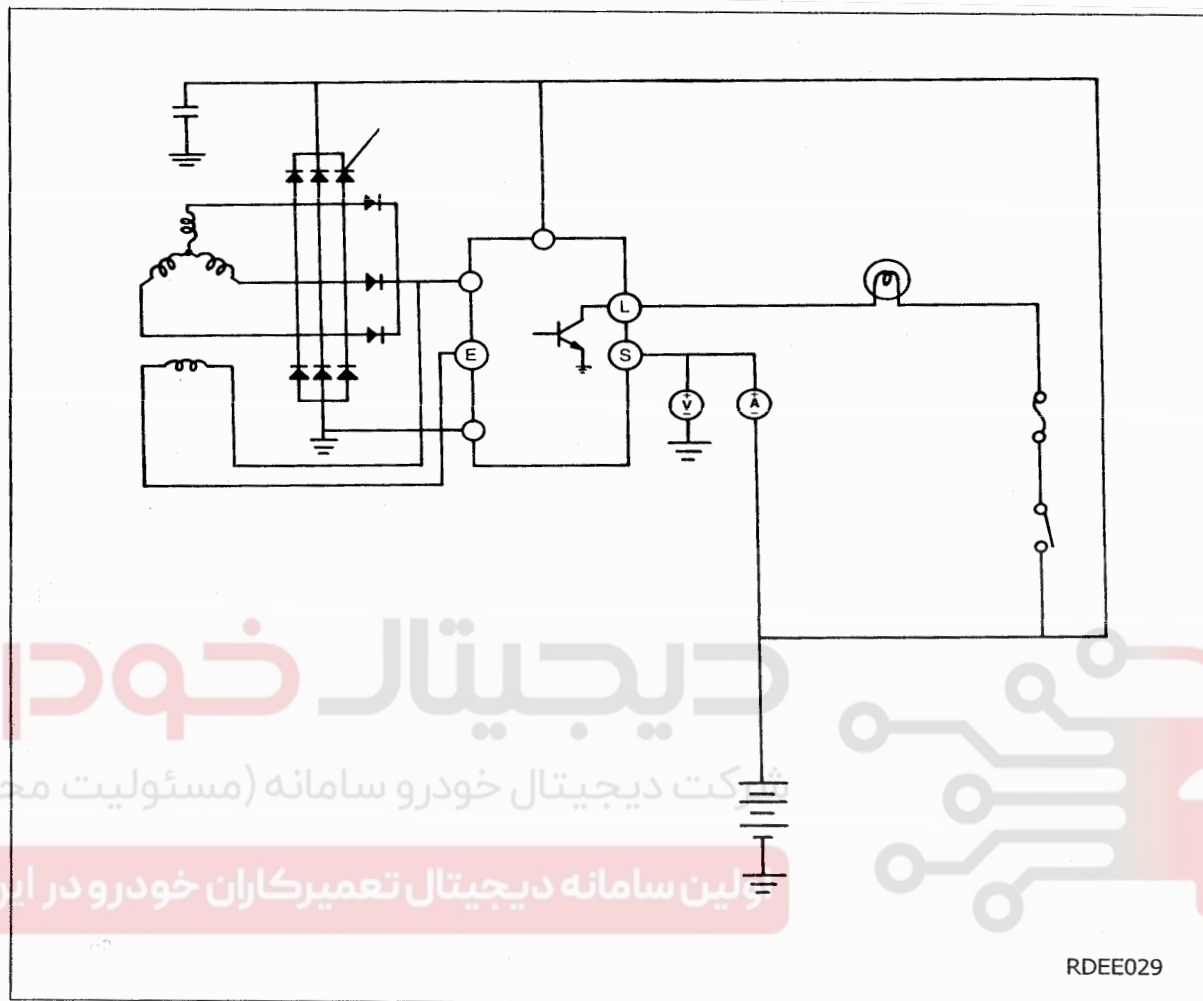 L
E
S
V
A
دیجیتال خودر
شرکت دیجیتال خودرو سامانه (مسئولیت مح
اولین سامانه دیجیتال تعمیرکاران خودرو در ایر
RDEE029